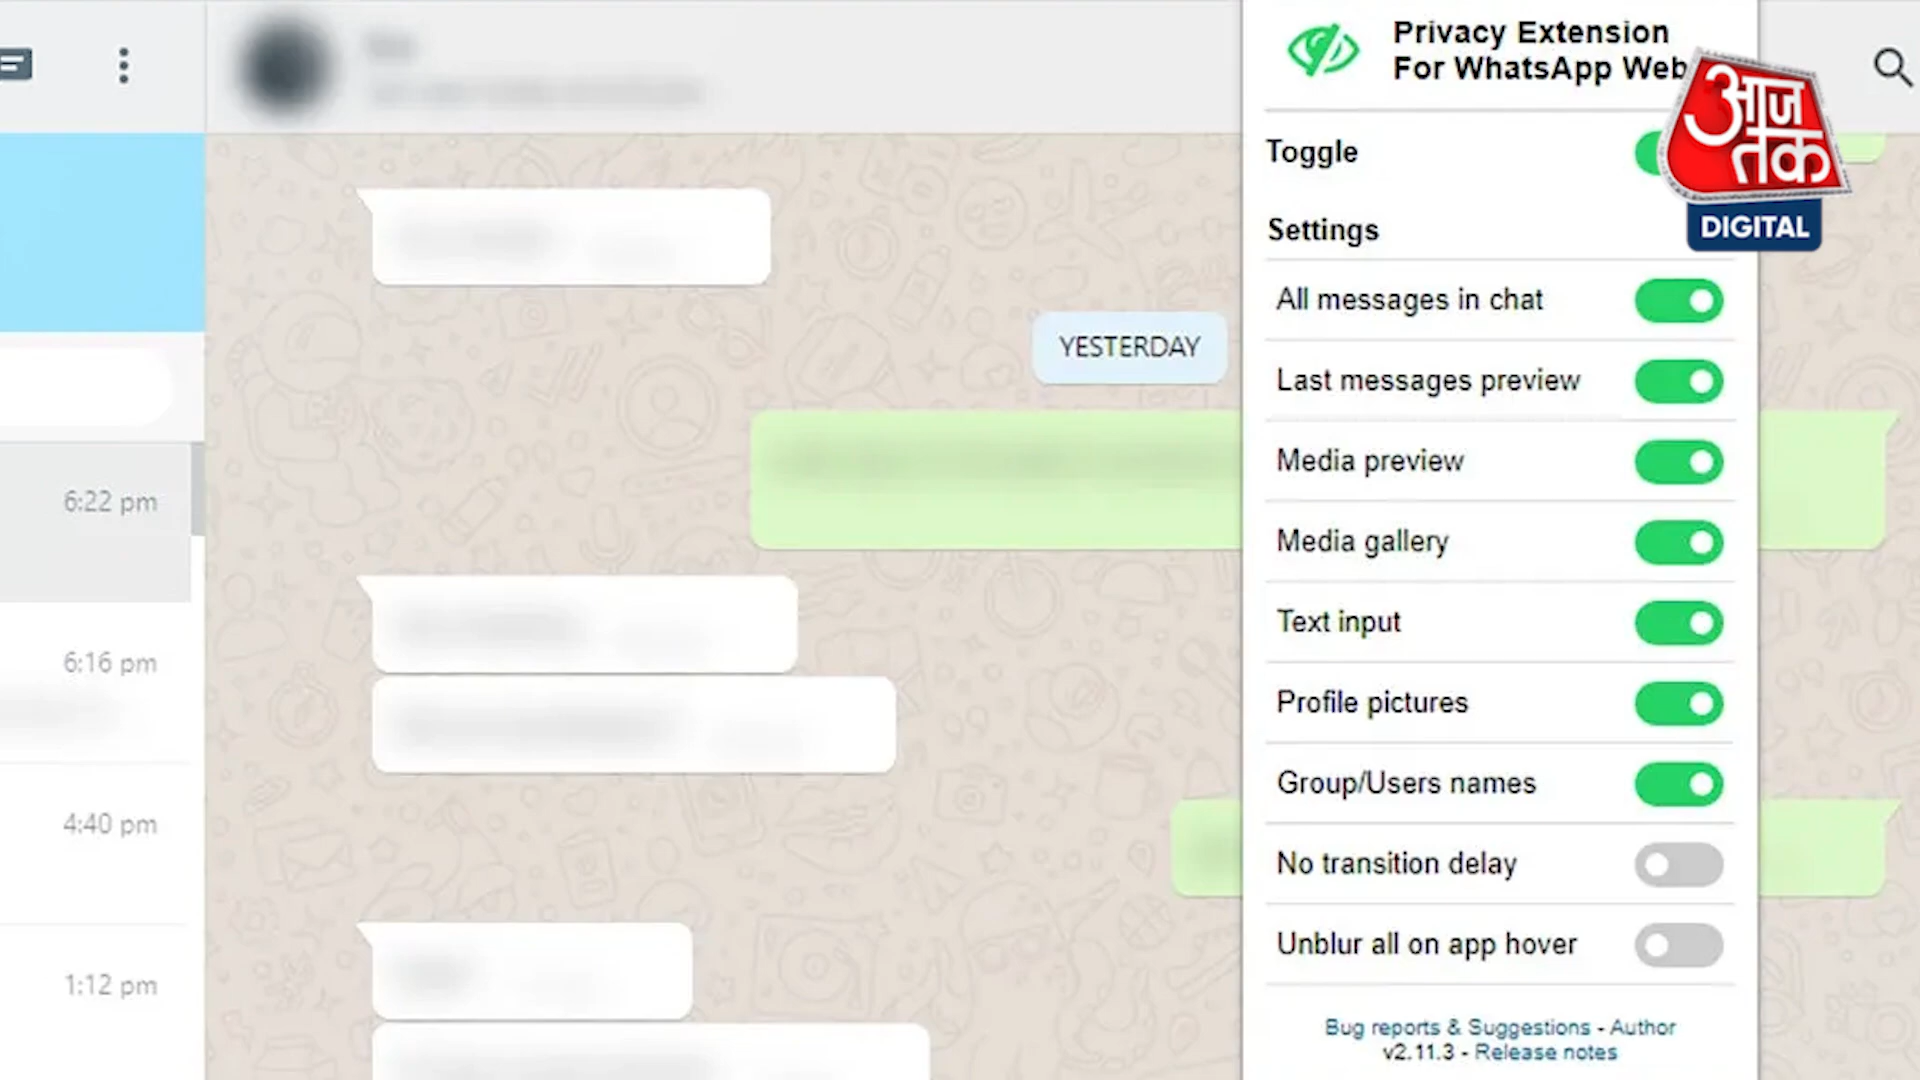 Privacy Extension
For WhatsApp Web
आज
तक
DIGITAL
Toggle
Settings
All messages in chat
Last messages preview
Media preview
Media gallery
Text input
Profile pictures
Group/Users names
No transition delay
Unblur all on app hover
Bug reports & Suggestions - Author
v2.11.3 - Release notes
YESTERDAY
6:22 pm
6:16 pm
4:40 pm
1:12 pm